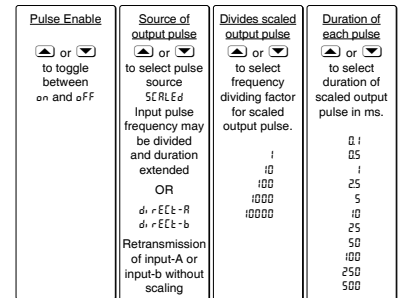 Pulse Enable
or
to toggle
between
on and oFF
Source of
output pulse
or
to select pulse
source
SCALEd
Input pulse
frequency may
be divided
and duration
extended
OR
dirECt-A
dirECt-b
Retransmission
of input-A or
input-b without
scaling
Divides scaled
output pulse
or
to select
frequency
dividing factor
for scaled
output pulse.
1
10
100
1000
10000
Duration of
each pulse
or
to select
duration of
scaled output
pulse in ms.
0.1
0.5
1
2.5
5
10
25
50
100
250
500